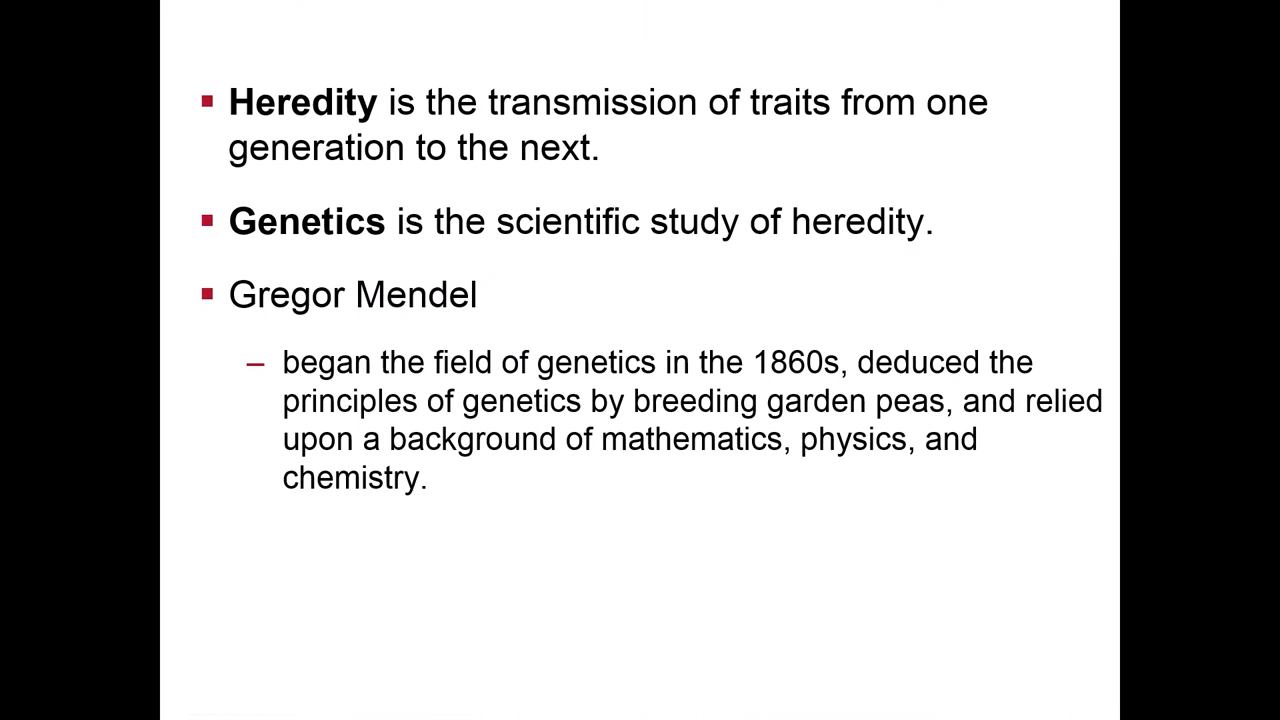 ▪ Heredity is the transmission of traits from one
generation to the next.
▪ Genetics is the scientific study of heredity.
▪ Gregor Mendel
– began the field of genetics in the 1860s, deduced the
principles of genetics by breeding garden peas, and relied
upon a background of mathematics, physics, and
chemistry.